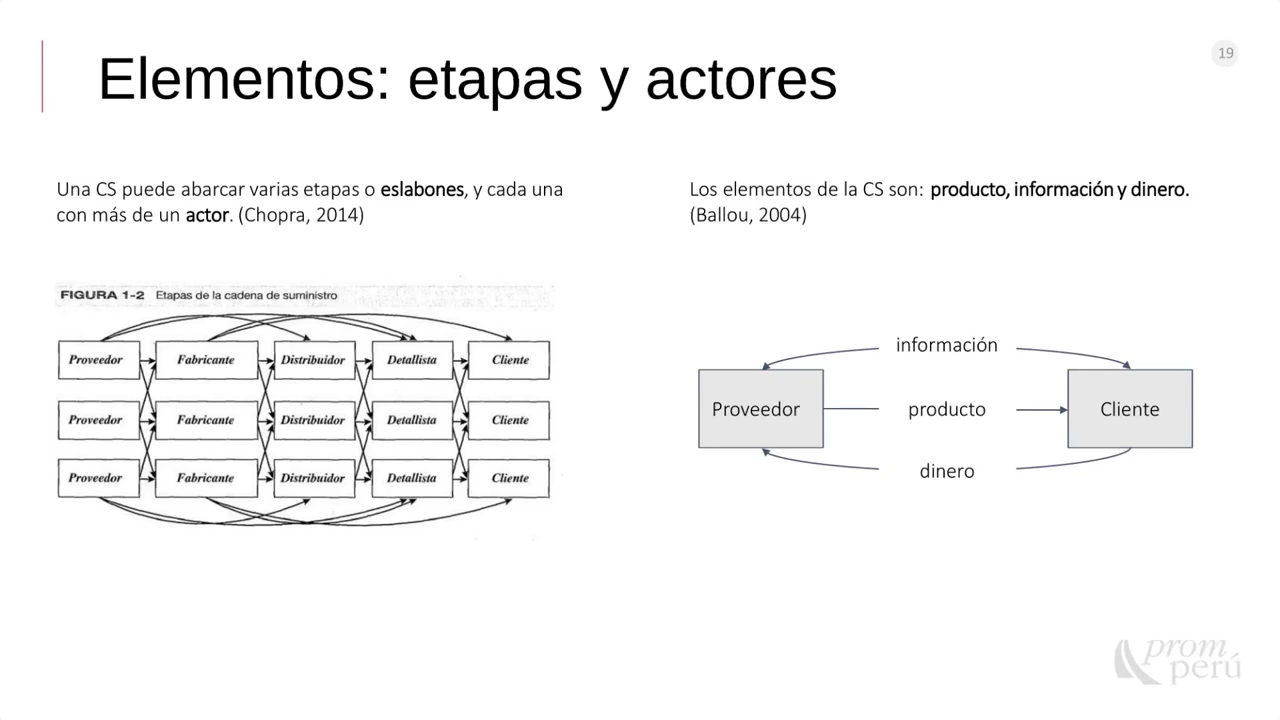 19
Elementos: etapas y actores
Una CS puede abarcar varias etapas o eslabones, y cada una
con más de un actor. (Chopra, 2014)
Los elementos de la CS son: producto, información y dinero.
(Ballou, 2004)
FIGURA 1-2 Etapas de la cadena de suministro
Proveedor Fabricante Distribuidor Detallista Cliente
Proveedor Fabricante Distribuidor Detallista Cliente
Proveedor Fabricante Distribuidor Detallista Cliente
información
Proveedor producto Cliente
dinero
prom
perú